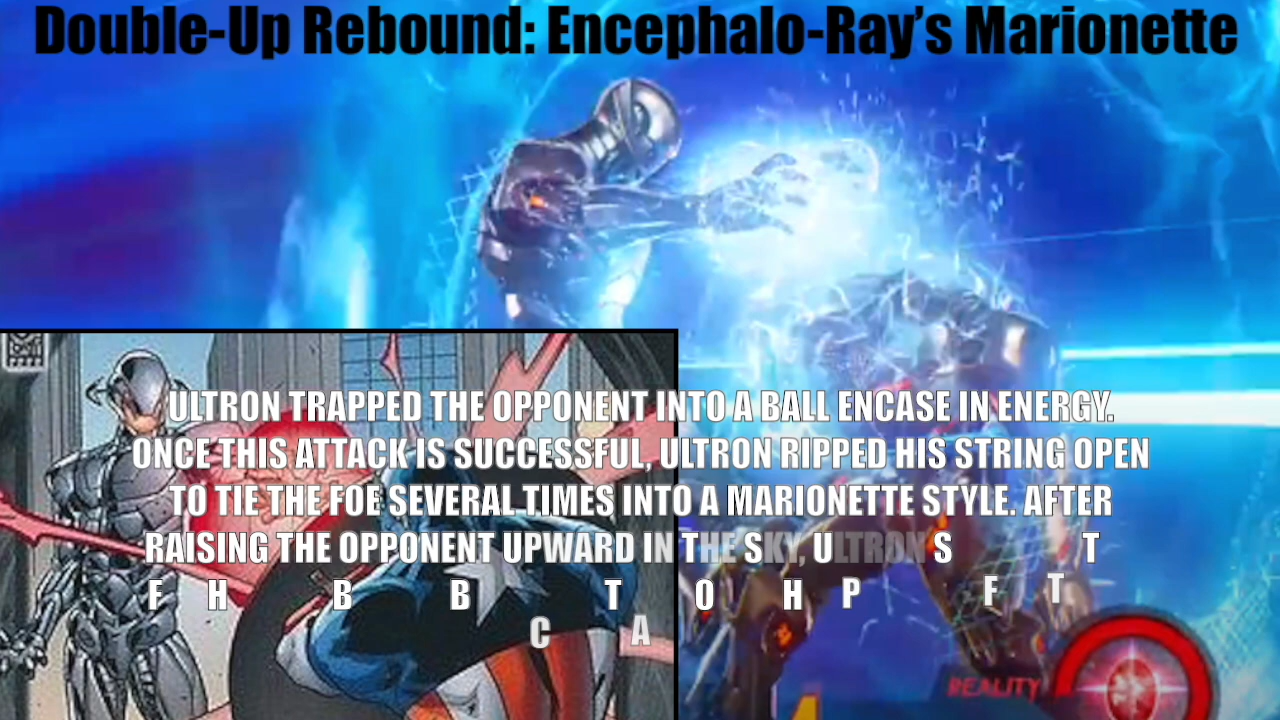 Double-Up Rebound: Encephalo-Ray's Marionette
ULTRON TRAPPED THE OPPONENT INTO A BALL ENCASE IN ENERGY.
ONCE THIS ATTACK IS SUCCESSFUL, ULTRON RIPPED HIS STRING OPEN
TO TIE THE FOE SEVERAL TIMES INTO A MARIONETTE STYLE. AFTER
RAISING THE OPPONENT UPWARD IN THE SKY, ULTRON S T
F H B B T O H P F T
C A
REALITY